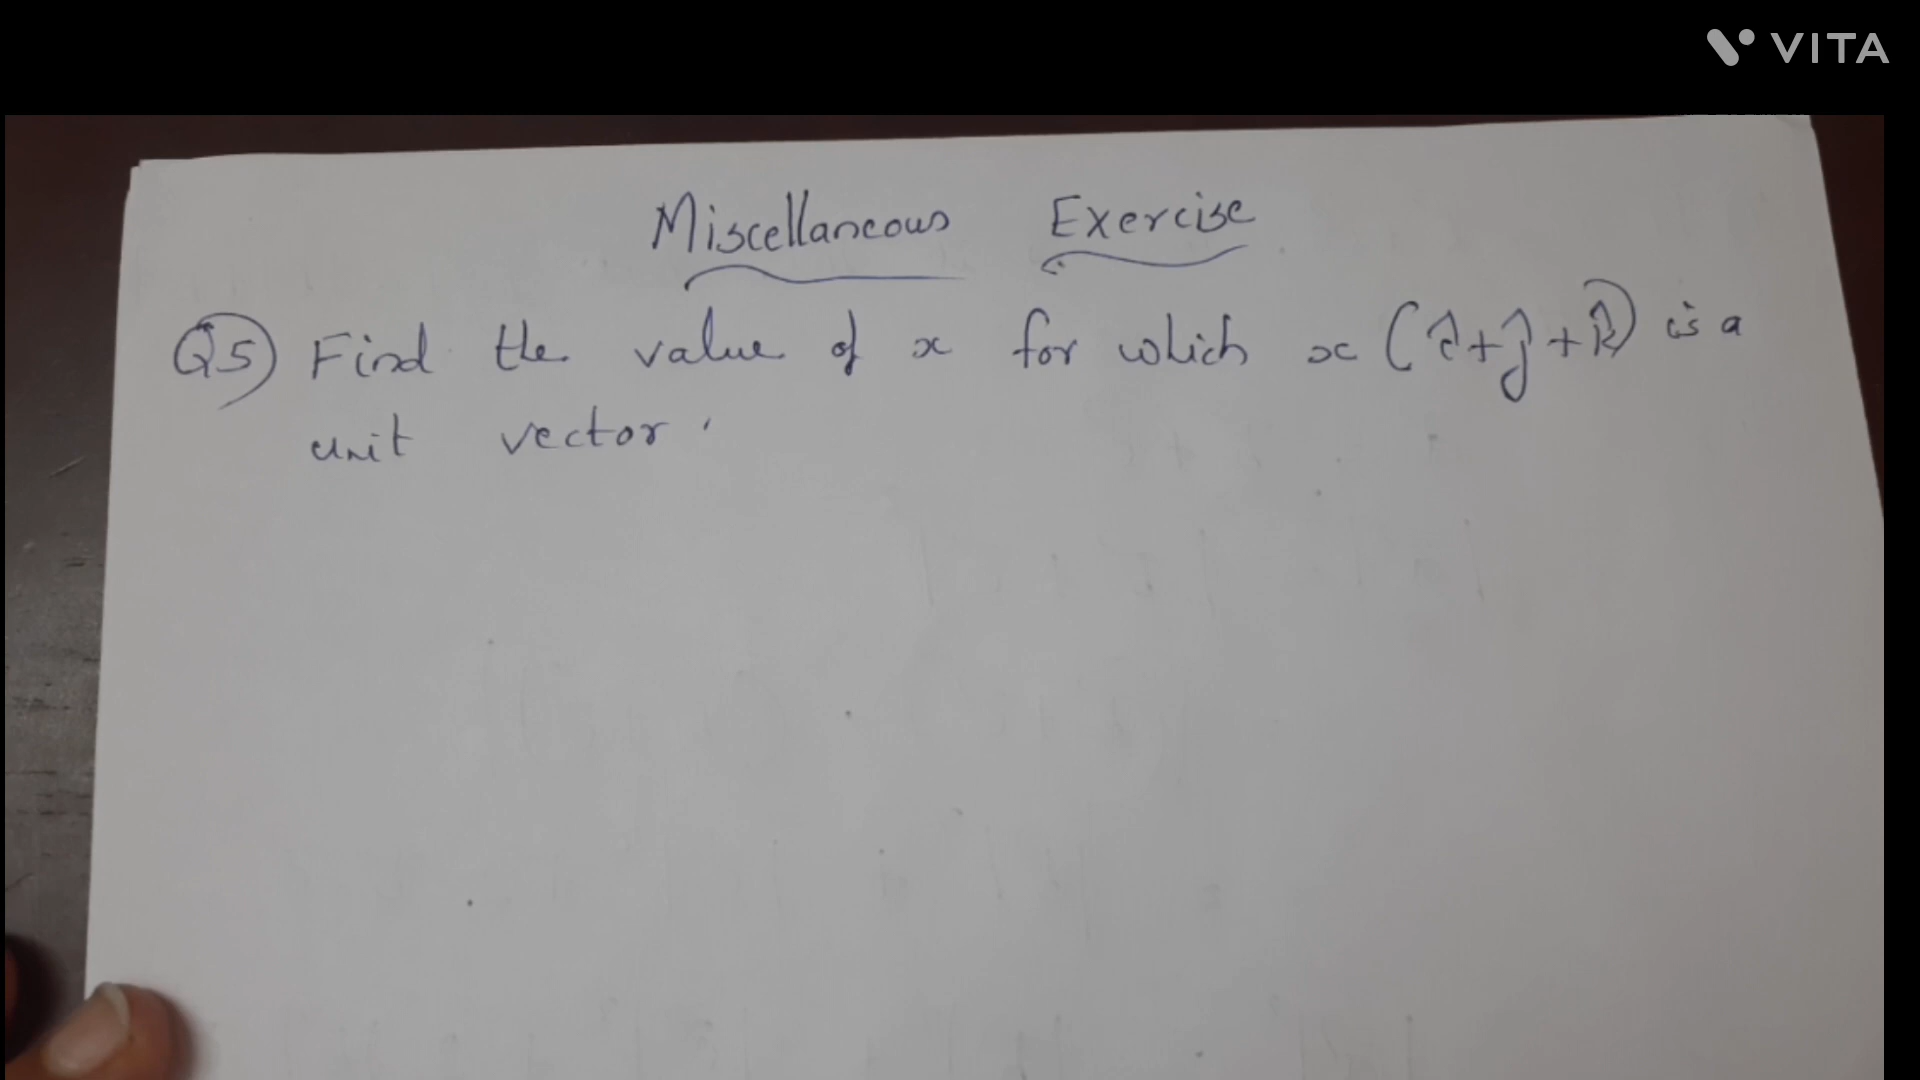 VITA
Miscellaneous Exercise
Q5) Find the value of x for which x (î+ĵ+k̂) is a
unit vector.